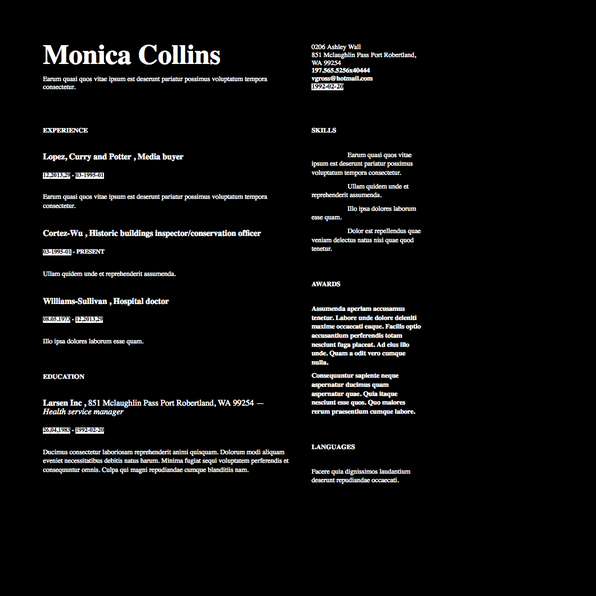 Monica Collins
Earum quasi quos vitae ipsum est deserunt pariatur possimus voluptatum tempora
consectetur.
0206 Ashley Wall
851 Mclaughlin Pass Port Robertland,
WA 99254
197.565.5256x40444
vgross@hotmail.com
1992-02-20
EXPERIENCE
Lopez, Curry and Potter , Media buyer
12.2013.29 - 03-1995-01
Earum quasi quos vitae ipsum est deserunt pariatur possimus voluptatum tempora
consectetur.
Cortez-Wu , Historic buildings inspector/conservation officer
03-1995-01 - PRESENT
Ullam quidem unde et reprehenderit assumenda.
Williams-Sullivan , Hospital doctor
08.05.1973 - 12.2013.29
Illo ipsa dolores laborum esse quam.
EDUCATION
Larsen Inc , 851 Mclaughlin Pass Port Robertland, WA 99254 —
Health service manager
26.04.1983 - 1992-02-20
Ducimus consectetur laboriosam reprehenderit animi quisquam. Dolorum modi aliquam
eveniet necessitatibus debitis natus harum. Minima fugiat sequi voluptatem perferendis et
consequuntur omnis. Culpa qui magni repudiandae cumque blanditiis nam.
SKILLS
Earum quasi quos vitae
ipsum est deserunt pariatur possimus
voluptatum tempora consectetur.
Ullam quidem unde et
reprehenderit assumenda.
Illo ipsa dolores laborum
esse quam.
Dolor est repellendus quae
veniam delectus natus nisi quae quod
tenetur.
AWARDS
Assumenda aperiam accusamus
tenetur. Labore unde dolore deleniti
maxime occaecati eaque. Facilis optio
accusantium perferendis totam
nesciunt fuga placeat. Ad eius illo
unde. Quam a odit vero cumque
nulla.
Consequuntur sapiente neque
aspernatur ducimus quam
aspernatur quae. Quia itaque
nesciunt esse quos. Quo maiores
rerum praesentium cumque labore.
LANGUAGES
Facere quia dignissimos laudantium
deserunt repudiandae occaecati.